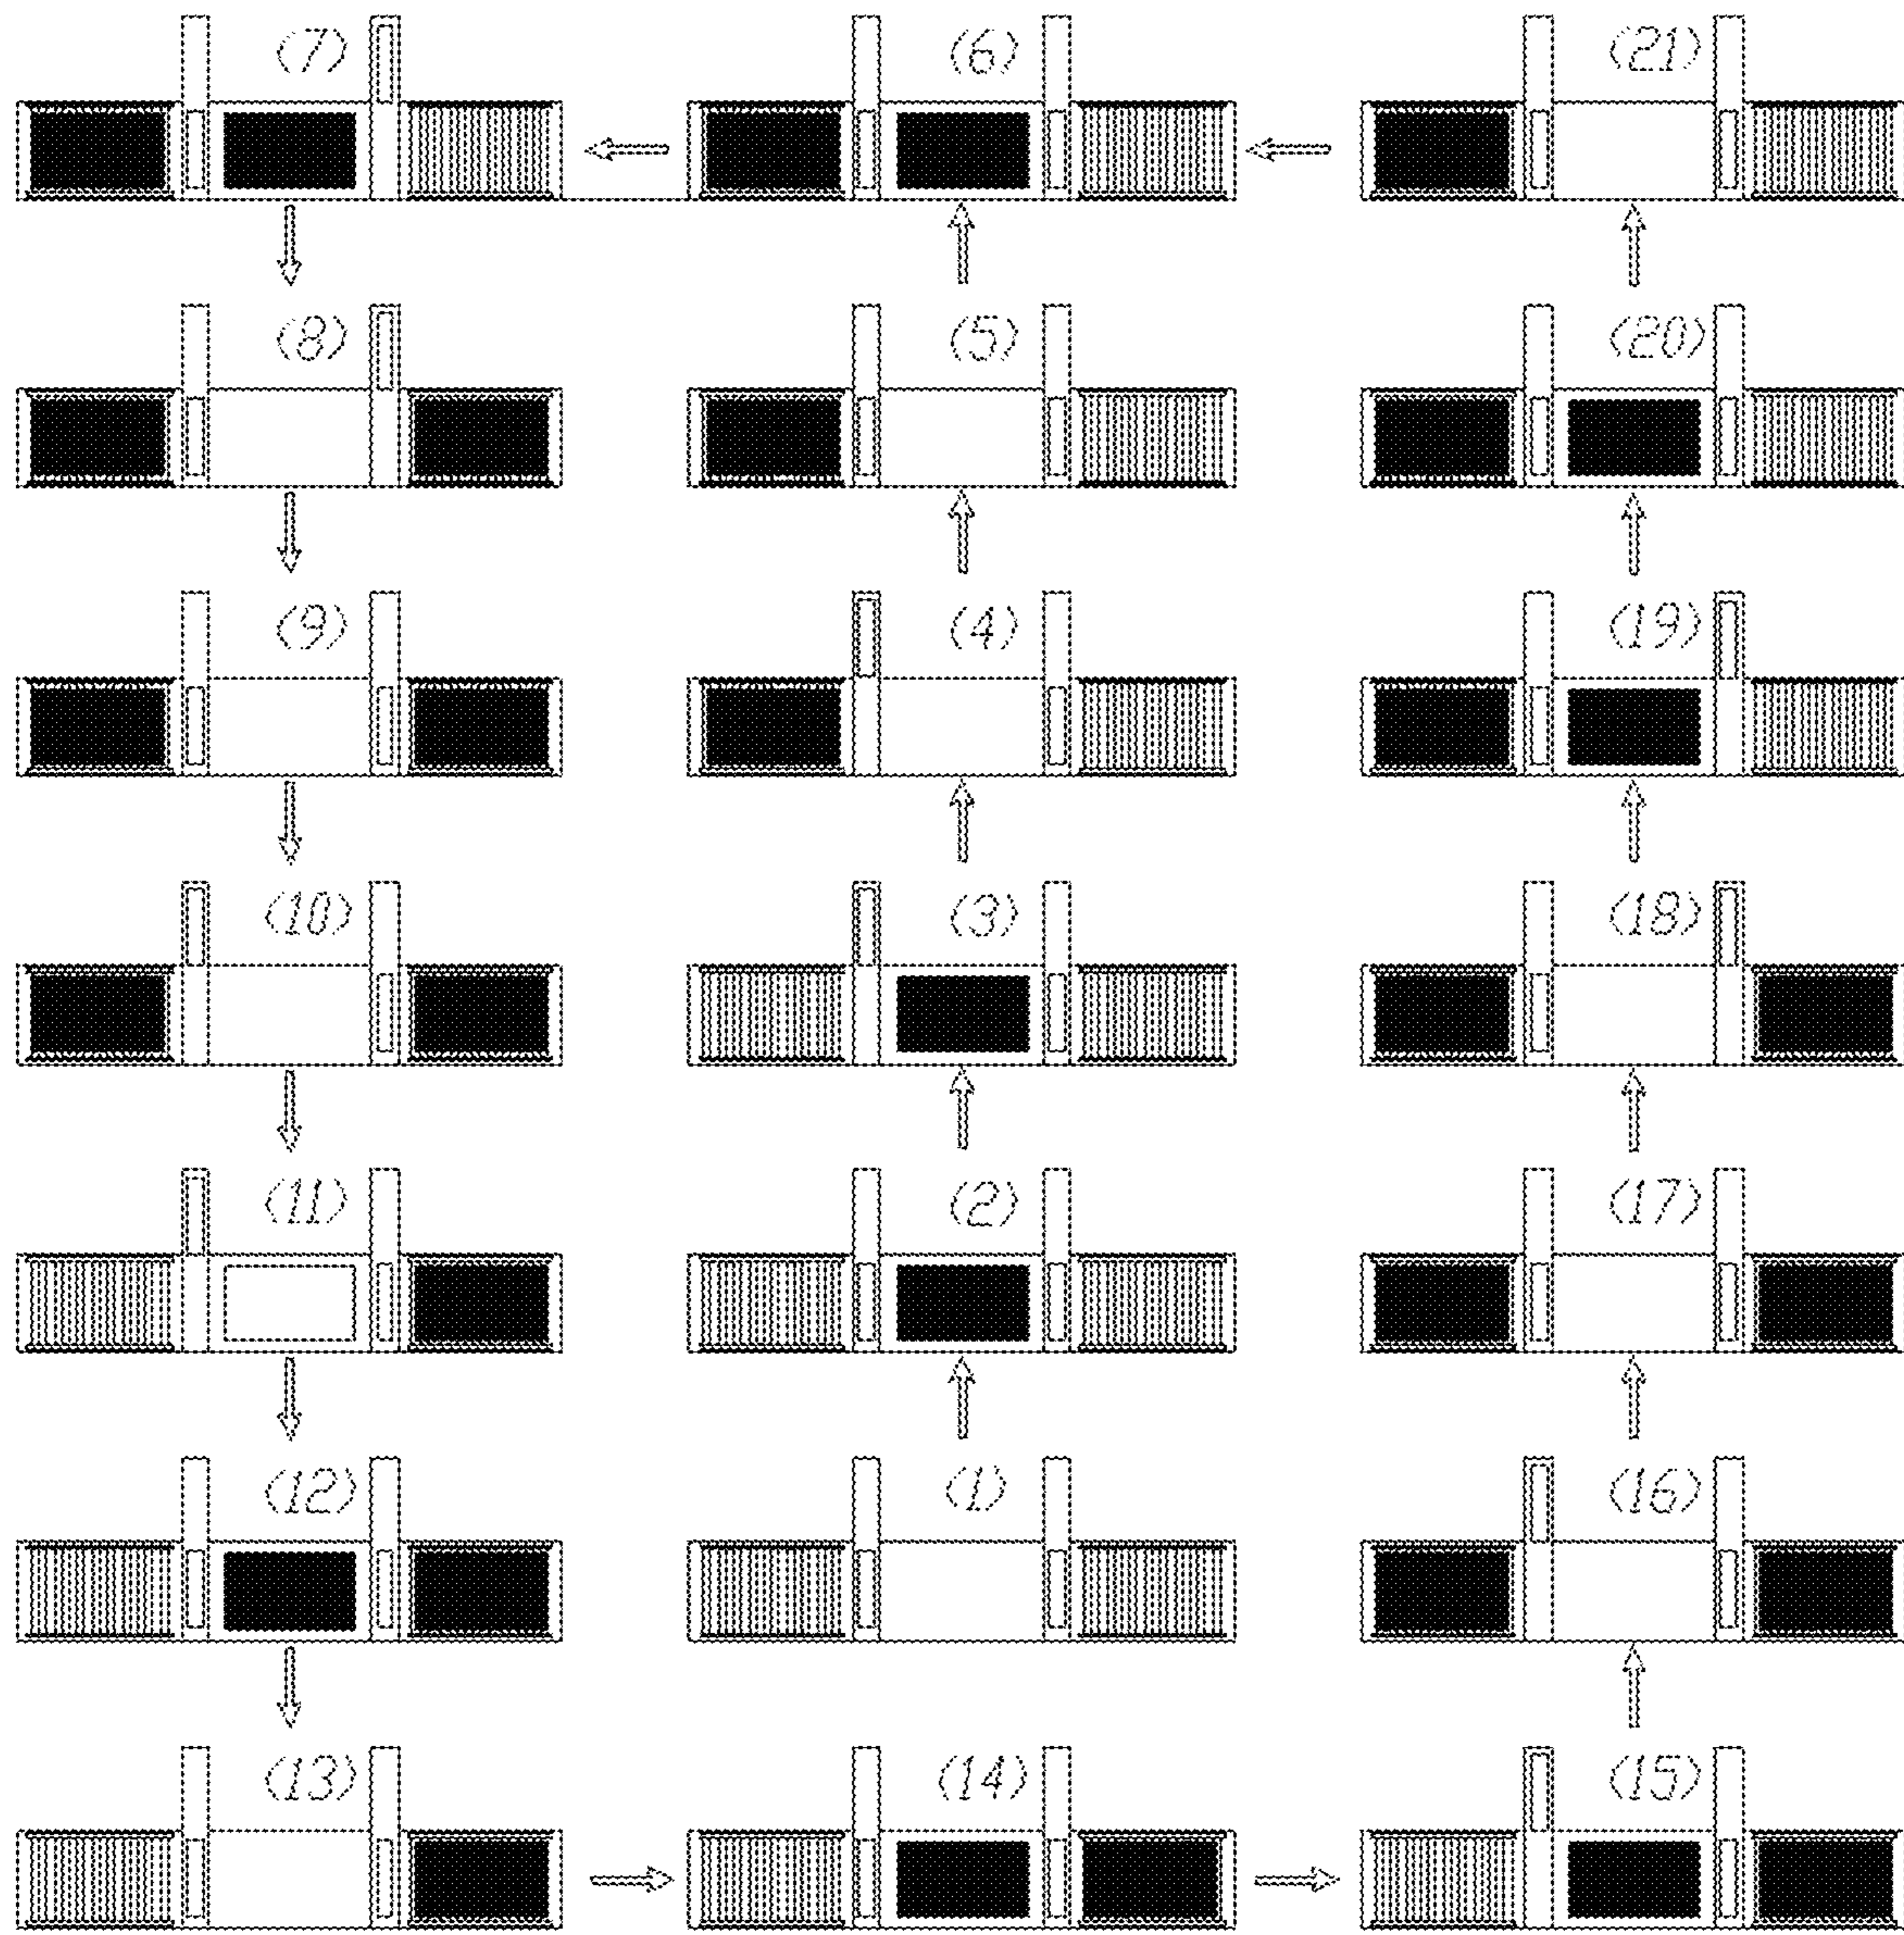 (7) (6) (21)
(8) (5) (20)
(9) (4) (19)
(10) (3) (18)
(11) (2) (17)
(12) (1) (16)
(13) (14) (15)